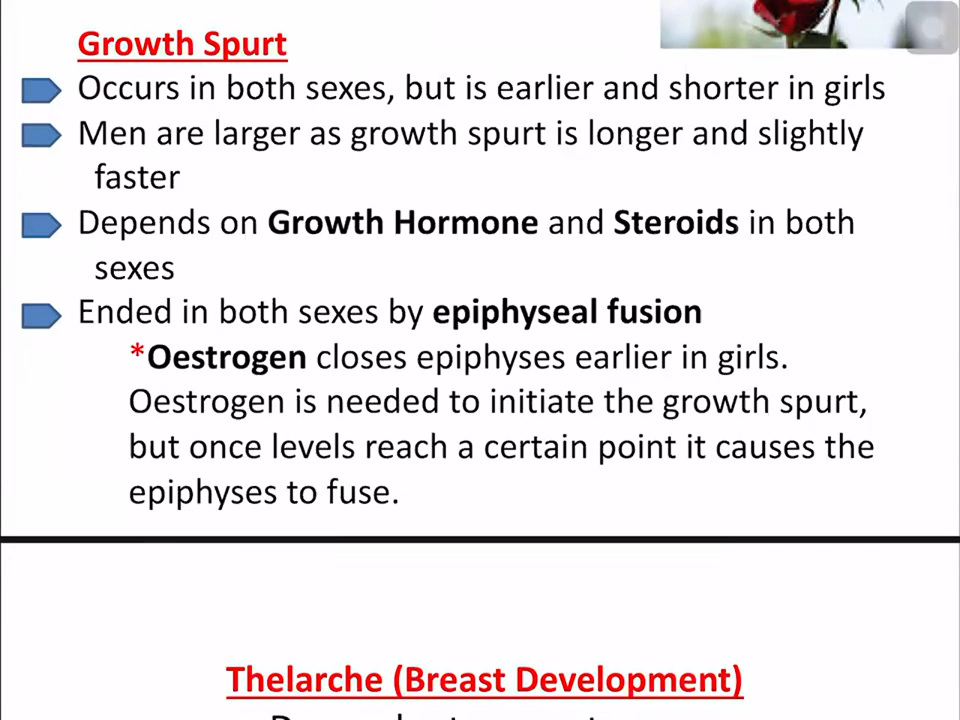 Growth Spurt
Occurs in both sexes, but is earlier and shorter in girls
Men are larger as growth spurt is longer and slightly
faster
Depends on Growth Hormone and Steroids in both
sexes
Ended in both sexes by epiphyseal fusion
*Oestrogen closes epiphyses earlier in girls.
Oestrogen is needed to initiate the growth spurt,
but once levels reach a certain point it causes the
epiphyses to fuse.
Thelarche (Breast Development)